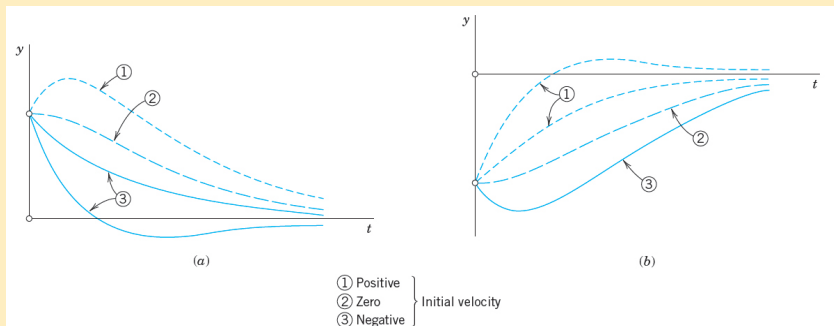 y
①
②
③
t
(a)
y
①
②
③
t
(b)
① Positive
② Zero
③ Negative
Initial velocity